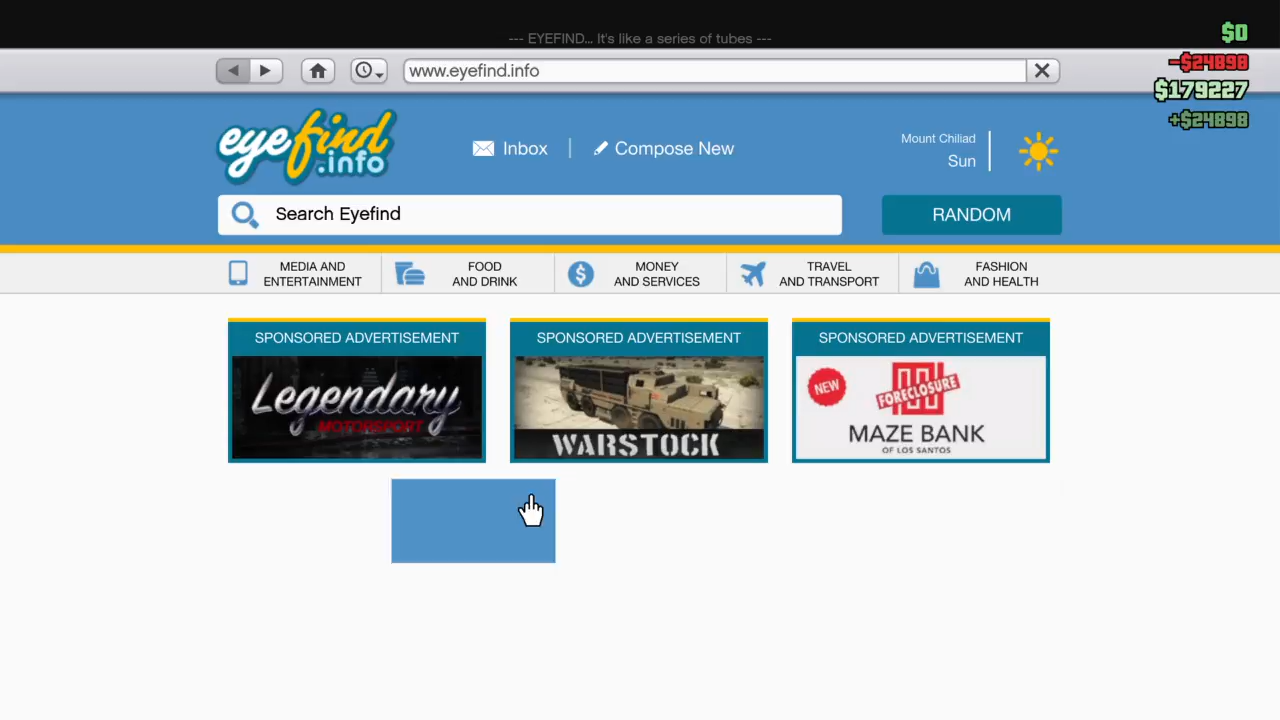 --- EYEFIND... It's like a series of tubes ---
$0
-$24898
$179227
+$24898
www.eyefind.info
eyefind
.info
Inbox
Compose New
Mount Chiliad
Sun
Search Eyefind
RANDOM
MEDIA AND
ENTERTAINMENT
FOOD
AND DRINK
MONEY
AND SERVICES
TRAVEL
AND TRANSPORT
FASHION
AND HEALTH
SPONSORED ADVERTISEMENT
Legendary
MOTORSPORT
SPONSORED ADVERTISEMENT
WARSTOCK
SPONSORED ADVERTISEMENT
NEW
FORECLOSURE
MAZE BANK
OF LOS SANTOS